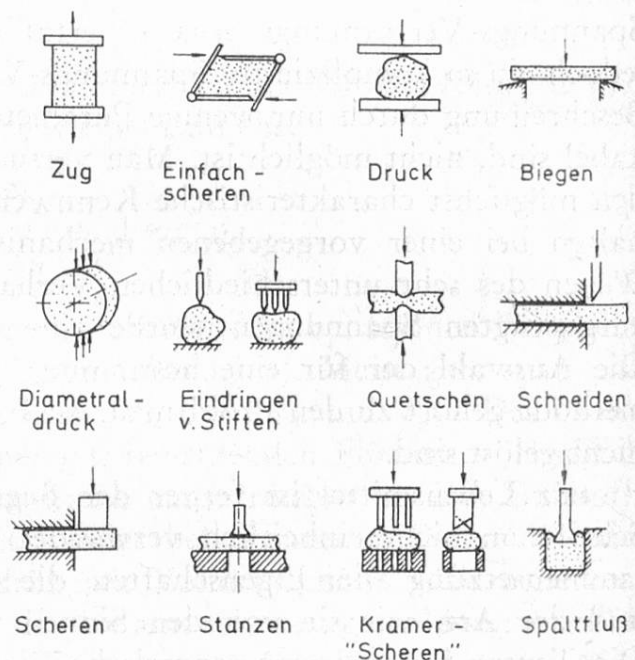 Zug
Einfach -
scheren
Druck
Biegen
Diametral-
druck
Eindringen
v. Stiften
Quetschen
Schneiden
Scheren
Stanzen
Kramer
"Scheren"
Spaltfluß